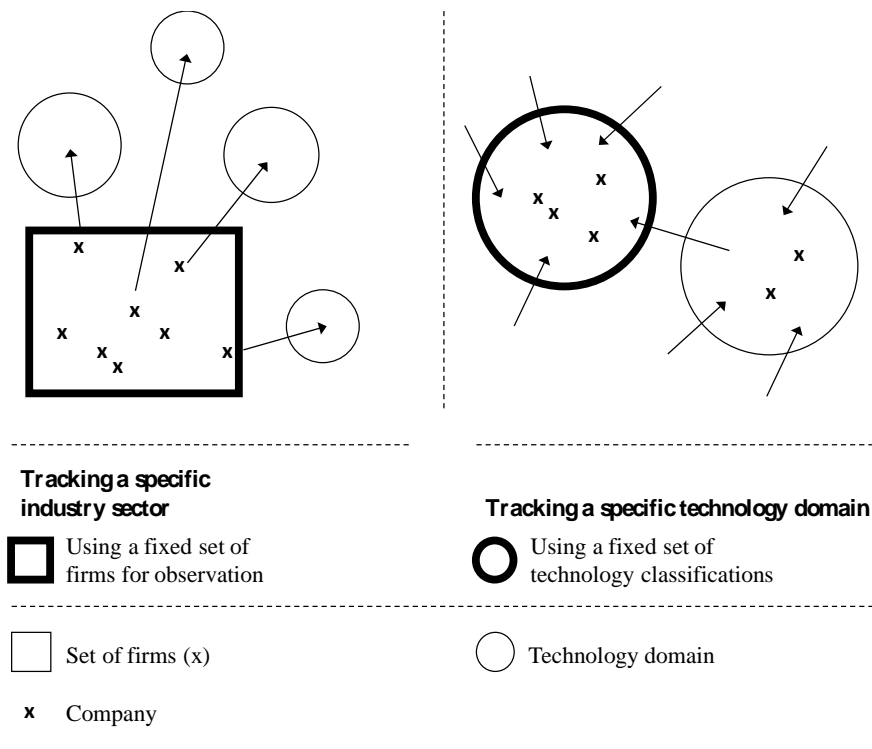 x
x
x
x
x
x
x
x
x
x
x
x
x
x
Tracking a specific
industry sector
Using a fixed set of
firms for observation
Tracking a specific technology domain
Using a fixed set of
technology classifications
Set of firms (x)
Technology domain
x Company